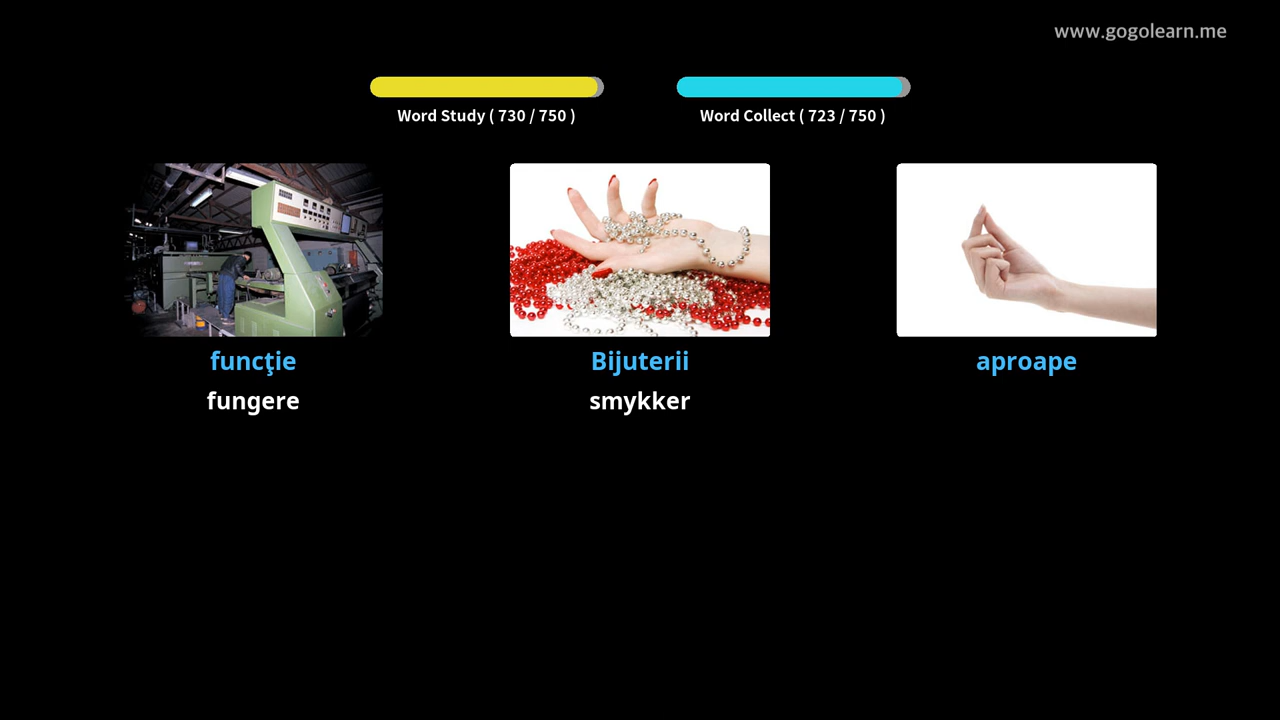 www.gogolearn.me
Word Study ( 730 / 750 )
Word Collect ( 723 / 750 )
funcţie
Bijuterii
aproape
fungere
smykker